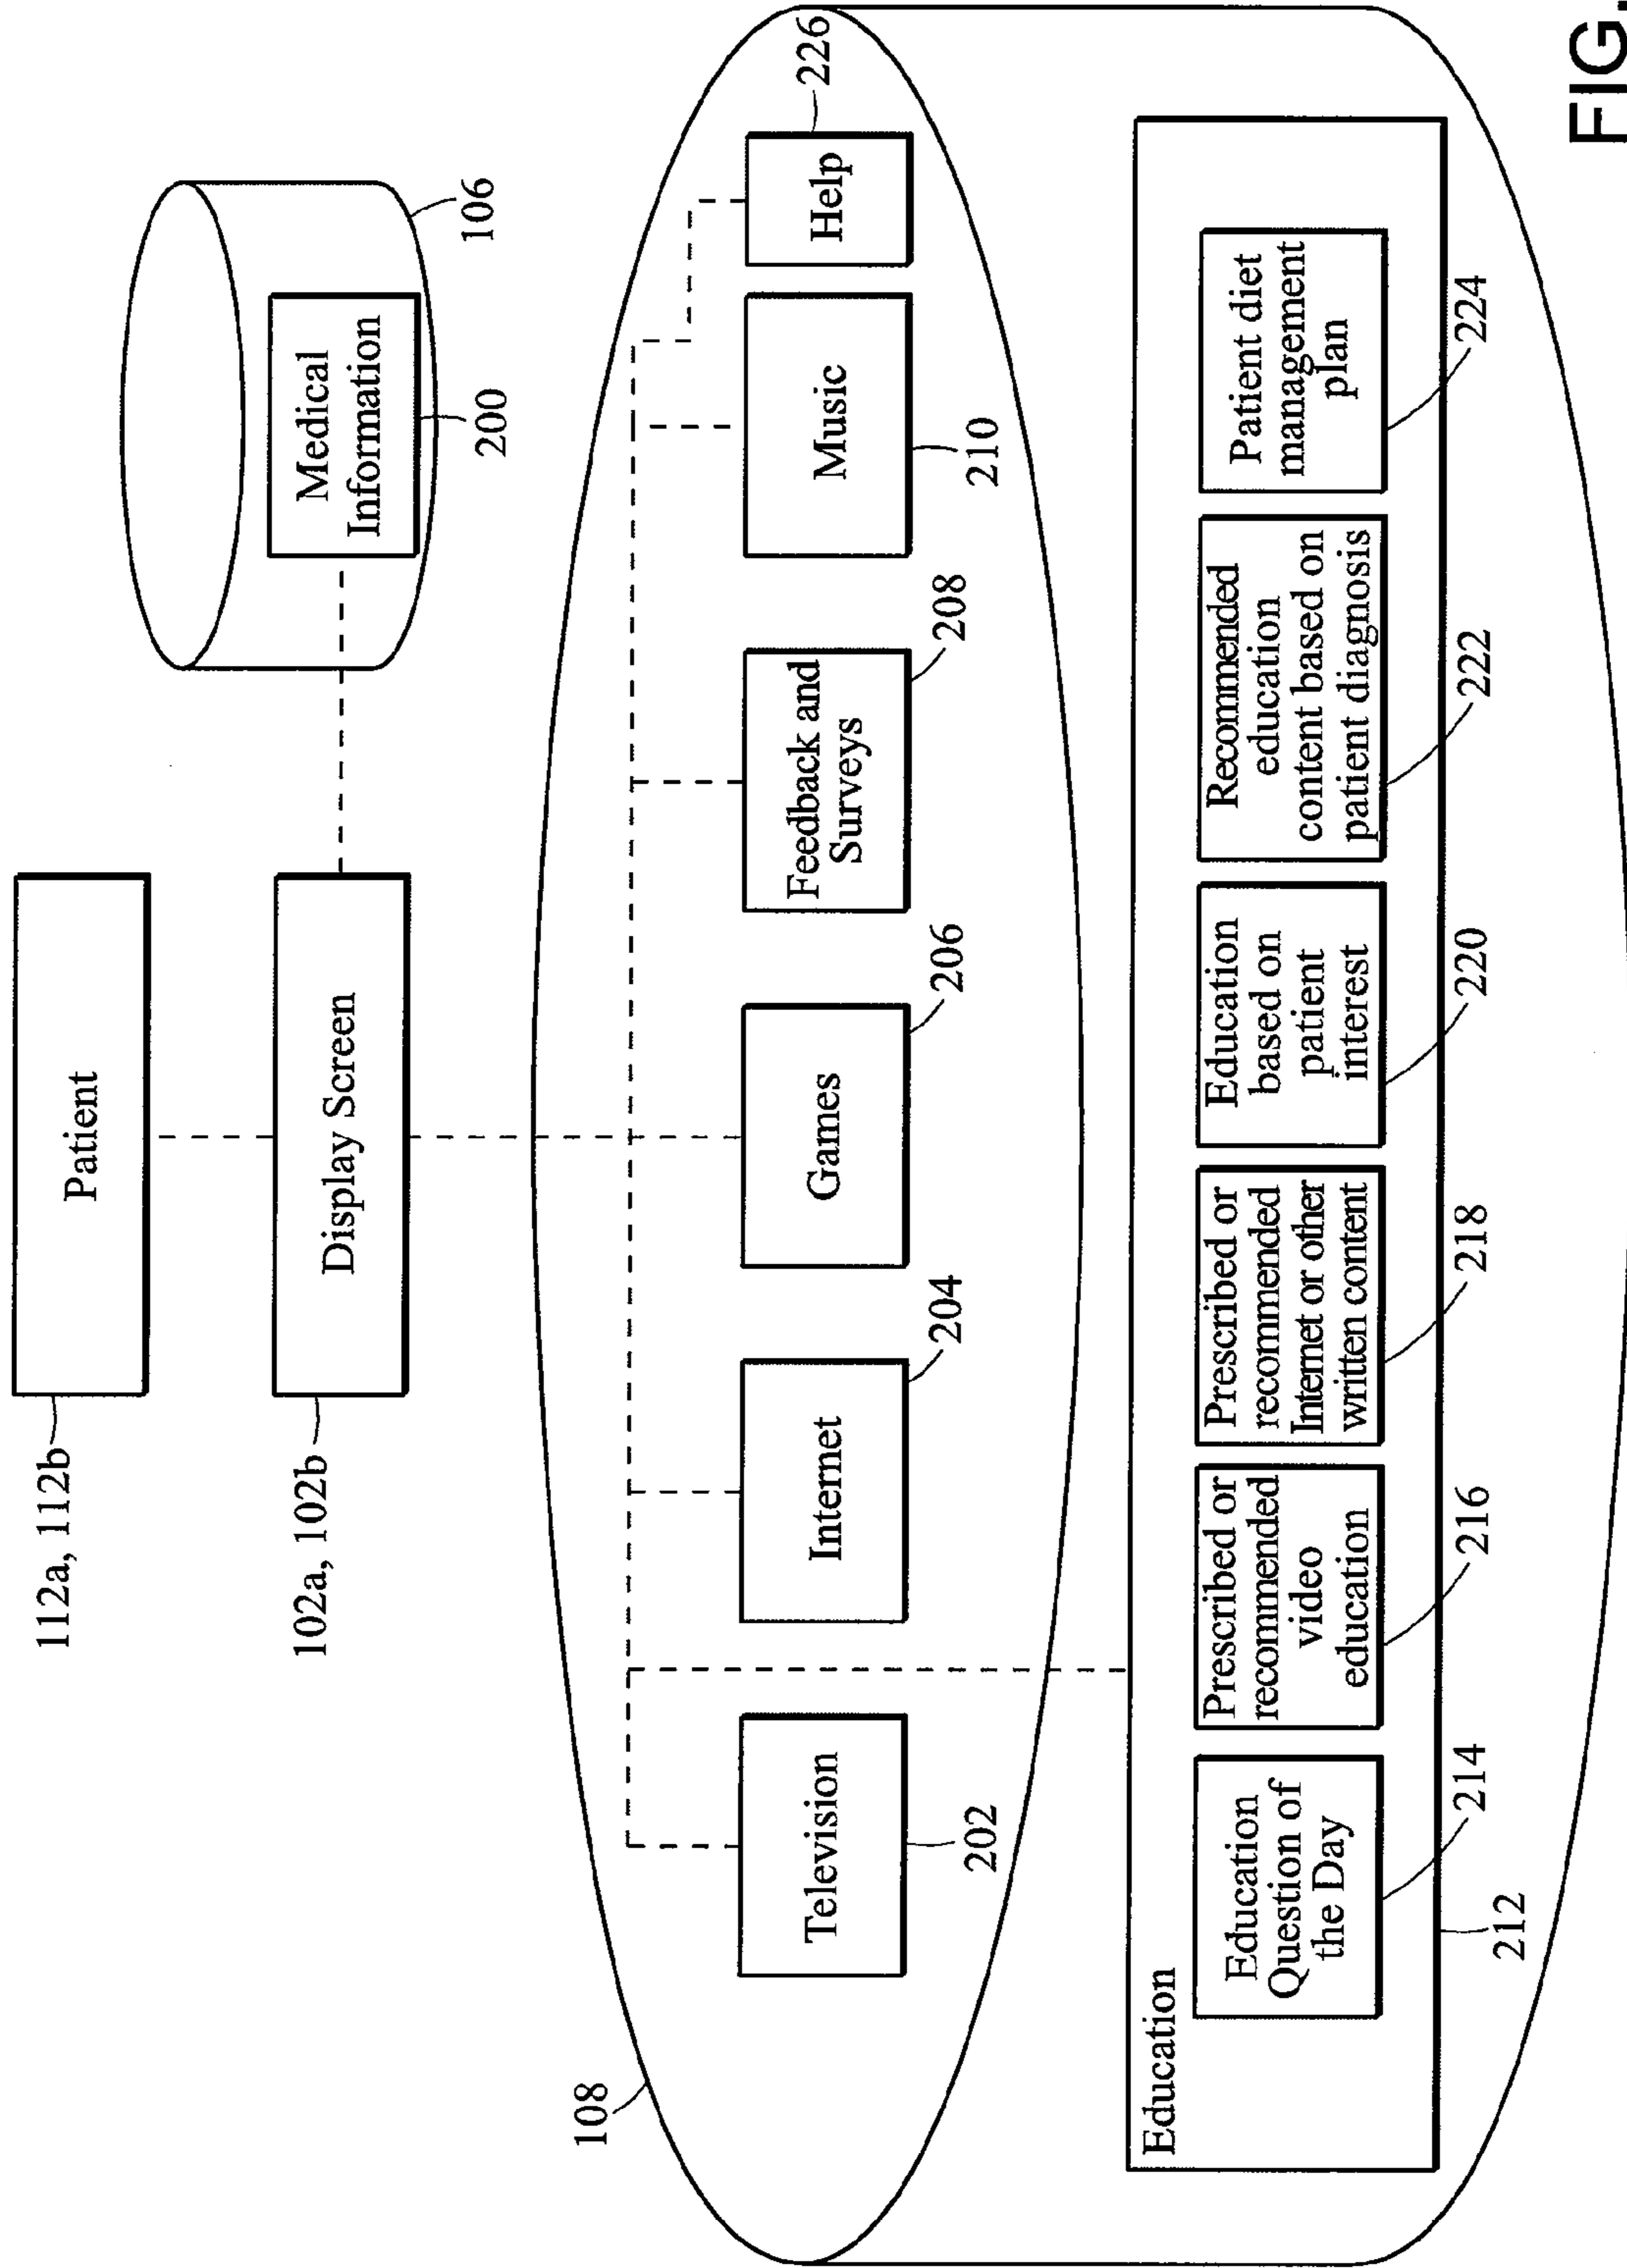 Patient
112a, 112b
Display Screen
102a, 102b
Medical
Information
200
106
108
Television
202
Internet
204
Games
206
Feedback and
Surveys
208
Music
210
Help
226
Education
Education
Question of
the Day
214
Prescribed or
recommended
video
education
216
Prescribed or
recommended
Internet or other
written content
218
Education
based on
patient
interest
220
Recommended
education
content based on
patient diagnosis
222
Patient diet
management
plan
224
212
FIG.